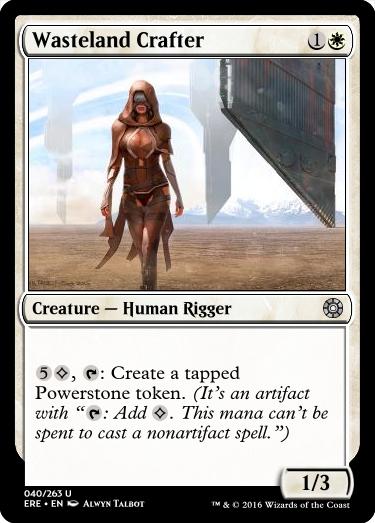 Wasteland Crafter 1
Creature — Human Rigger
5◇, T: Create a tapped
Powerstone token. (It's an artifact
with “T: Add ◇. This mana can't be
spent to cast a nonartifact spell.”)
1/3
040/263 U
ERE • EN ALWYN TALBOT
™ & © 2016 Wizards of the Coast